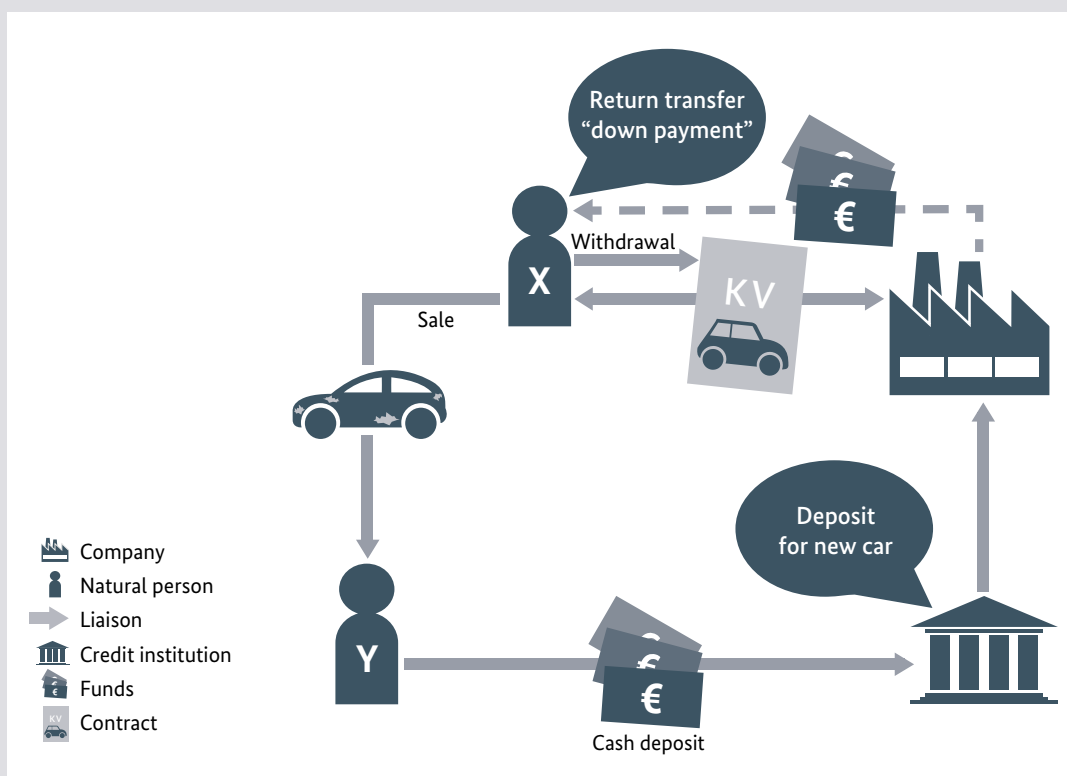 Return transfer
“down payment”
€
€
€
Withdrawal
X
KV
Sale
Deposit
for new car
Company
Natural person
Liaison
Credit institution
€
€
Funds
KV
Contract
Y
€
€
€
Cash deposit